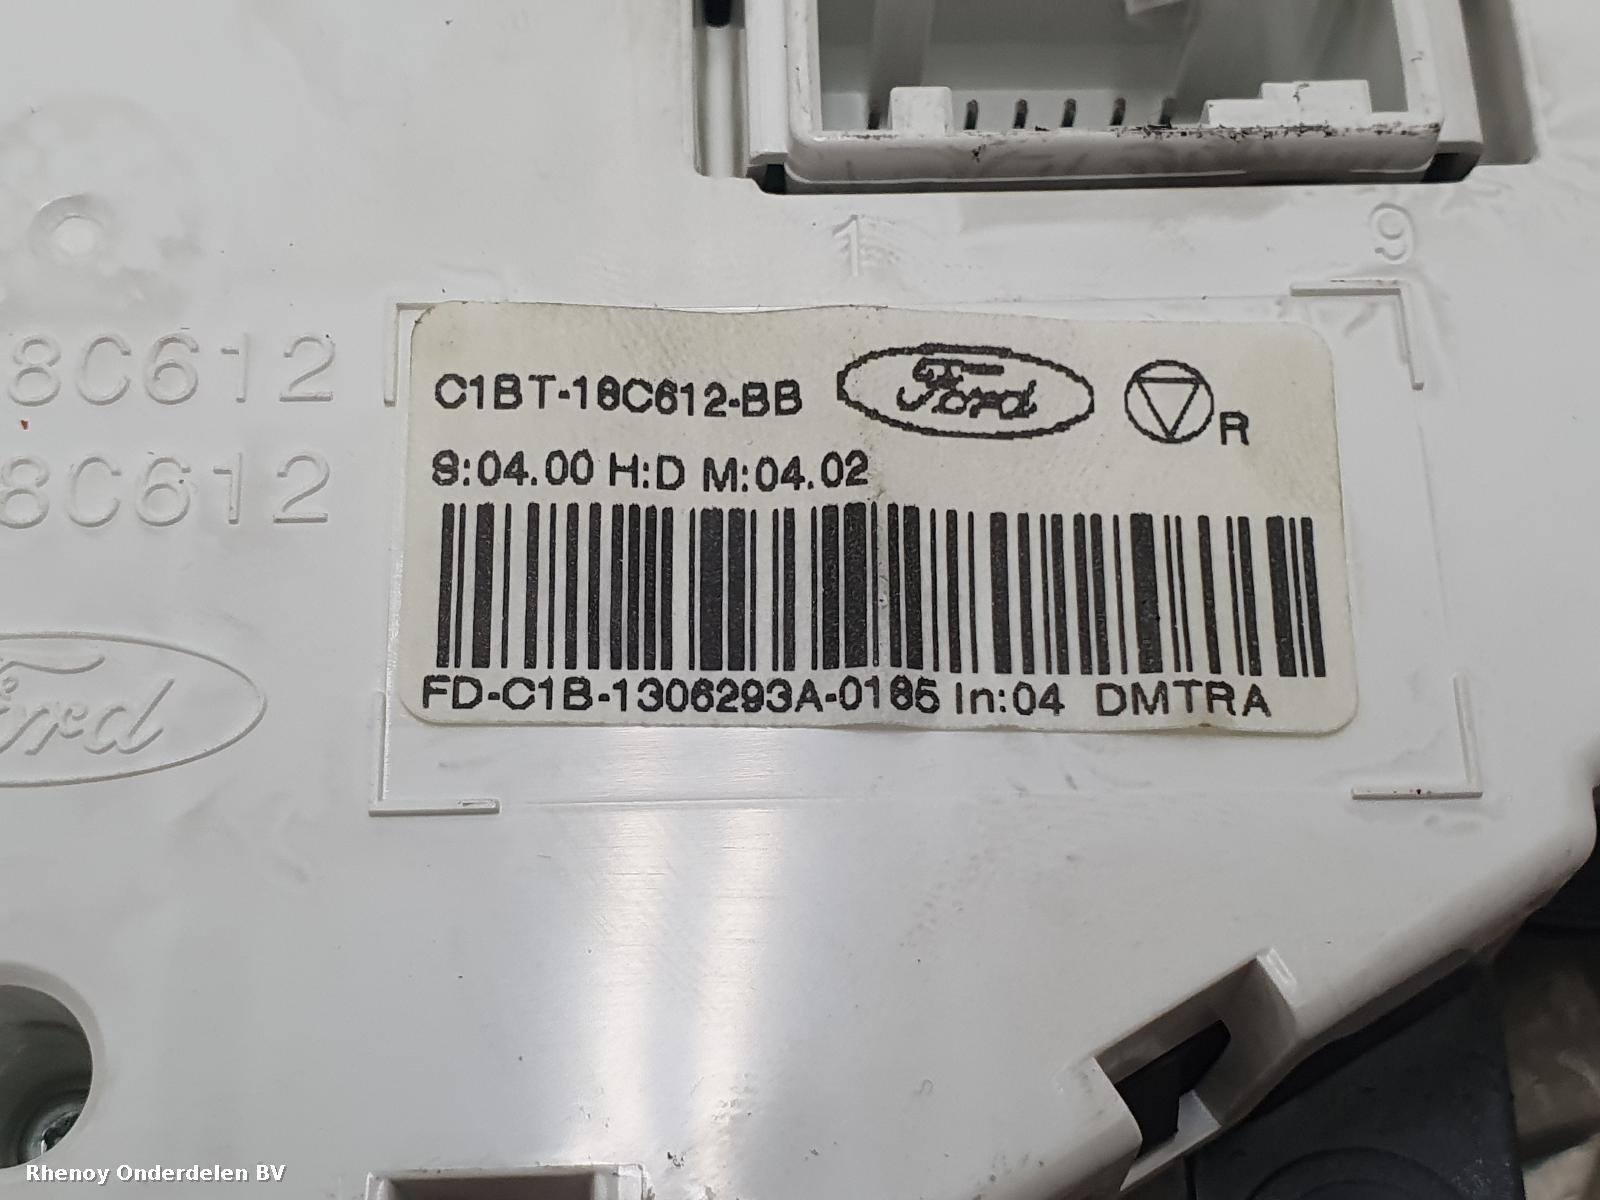 1 9
8C612
8C612
C1BT-18C612-BB Ford R
S:04.00 H:D M:04.02
FD-C1B-1306293A-0185 In:04 DMTRA
Ford
Rhenoy Onderdelen BV